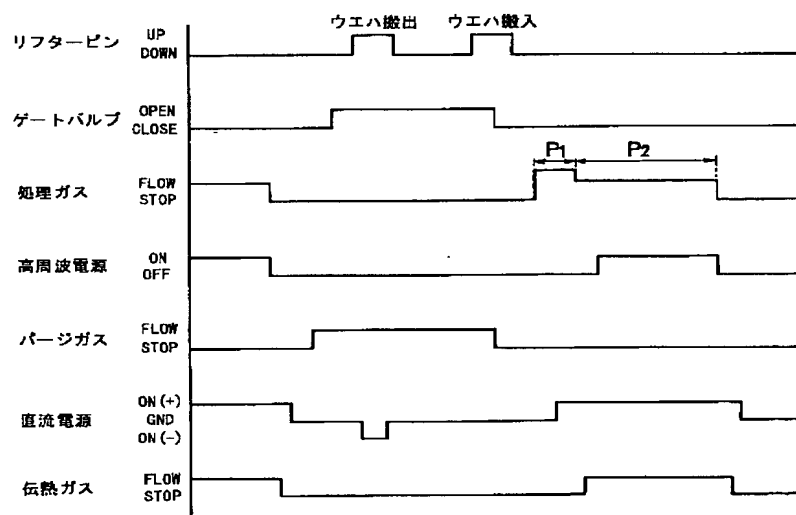 ウエハ搬出 ウエハ搬入
リフターピン UP
DOWN
ゲートバルブ OPEN
CLOSE
P1 P2
処理ガス FLOW
STOP
高周波電源 ON
OFF
パージガス FLOW
STOP
直流電源 ON(+)
GND
ON(-)
伝熱ガス FLOW
STOP